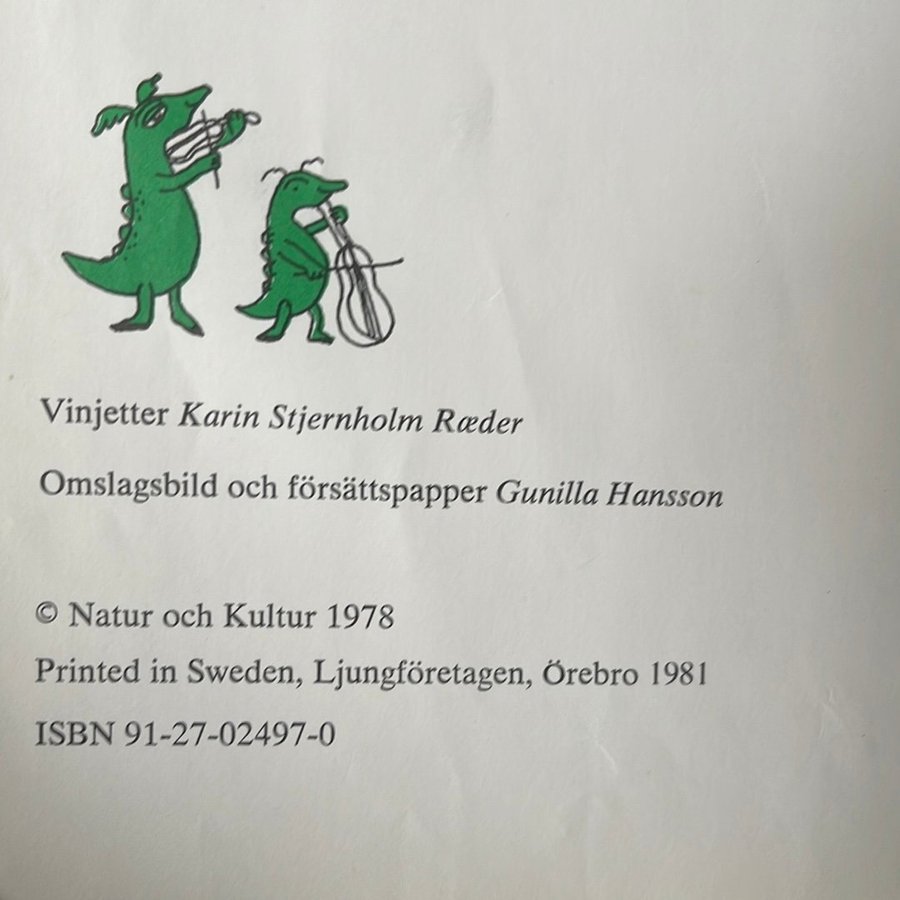 Vinjetter Karin Stjernholm Ræder
Omslagsbild och försättspapper Gunilla Hansson
© Natur och Kultur 1978
Printed in Sweden, Ljungföretagen, Örebro 1981
ISBN 91-27-02497-0